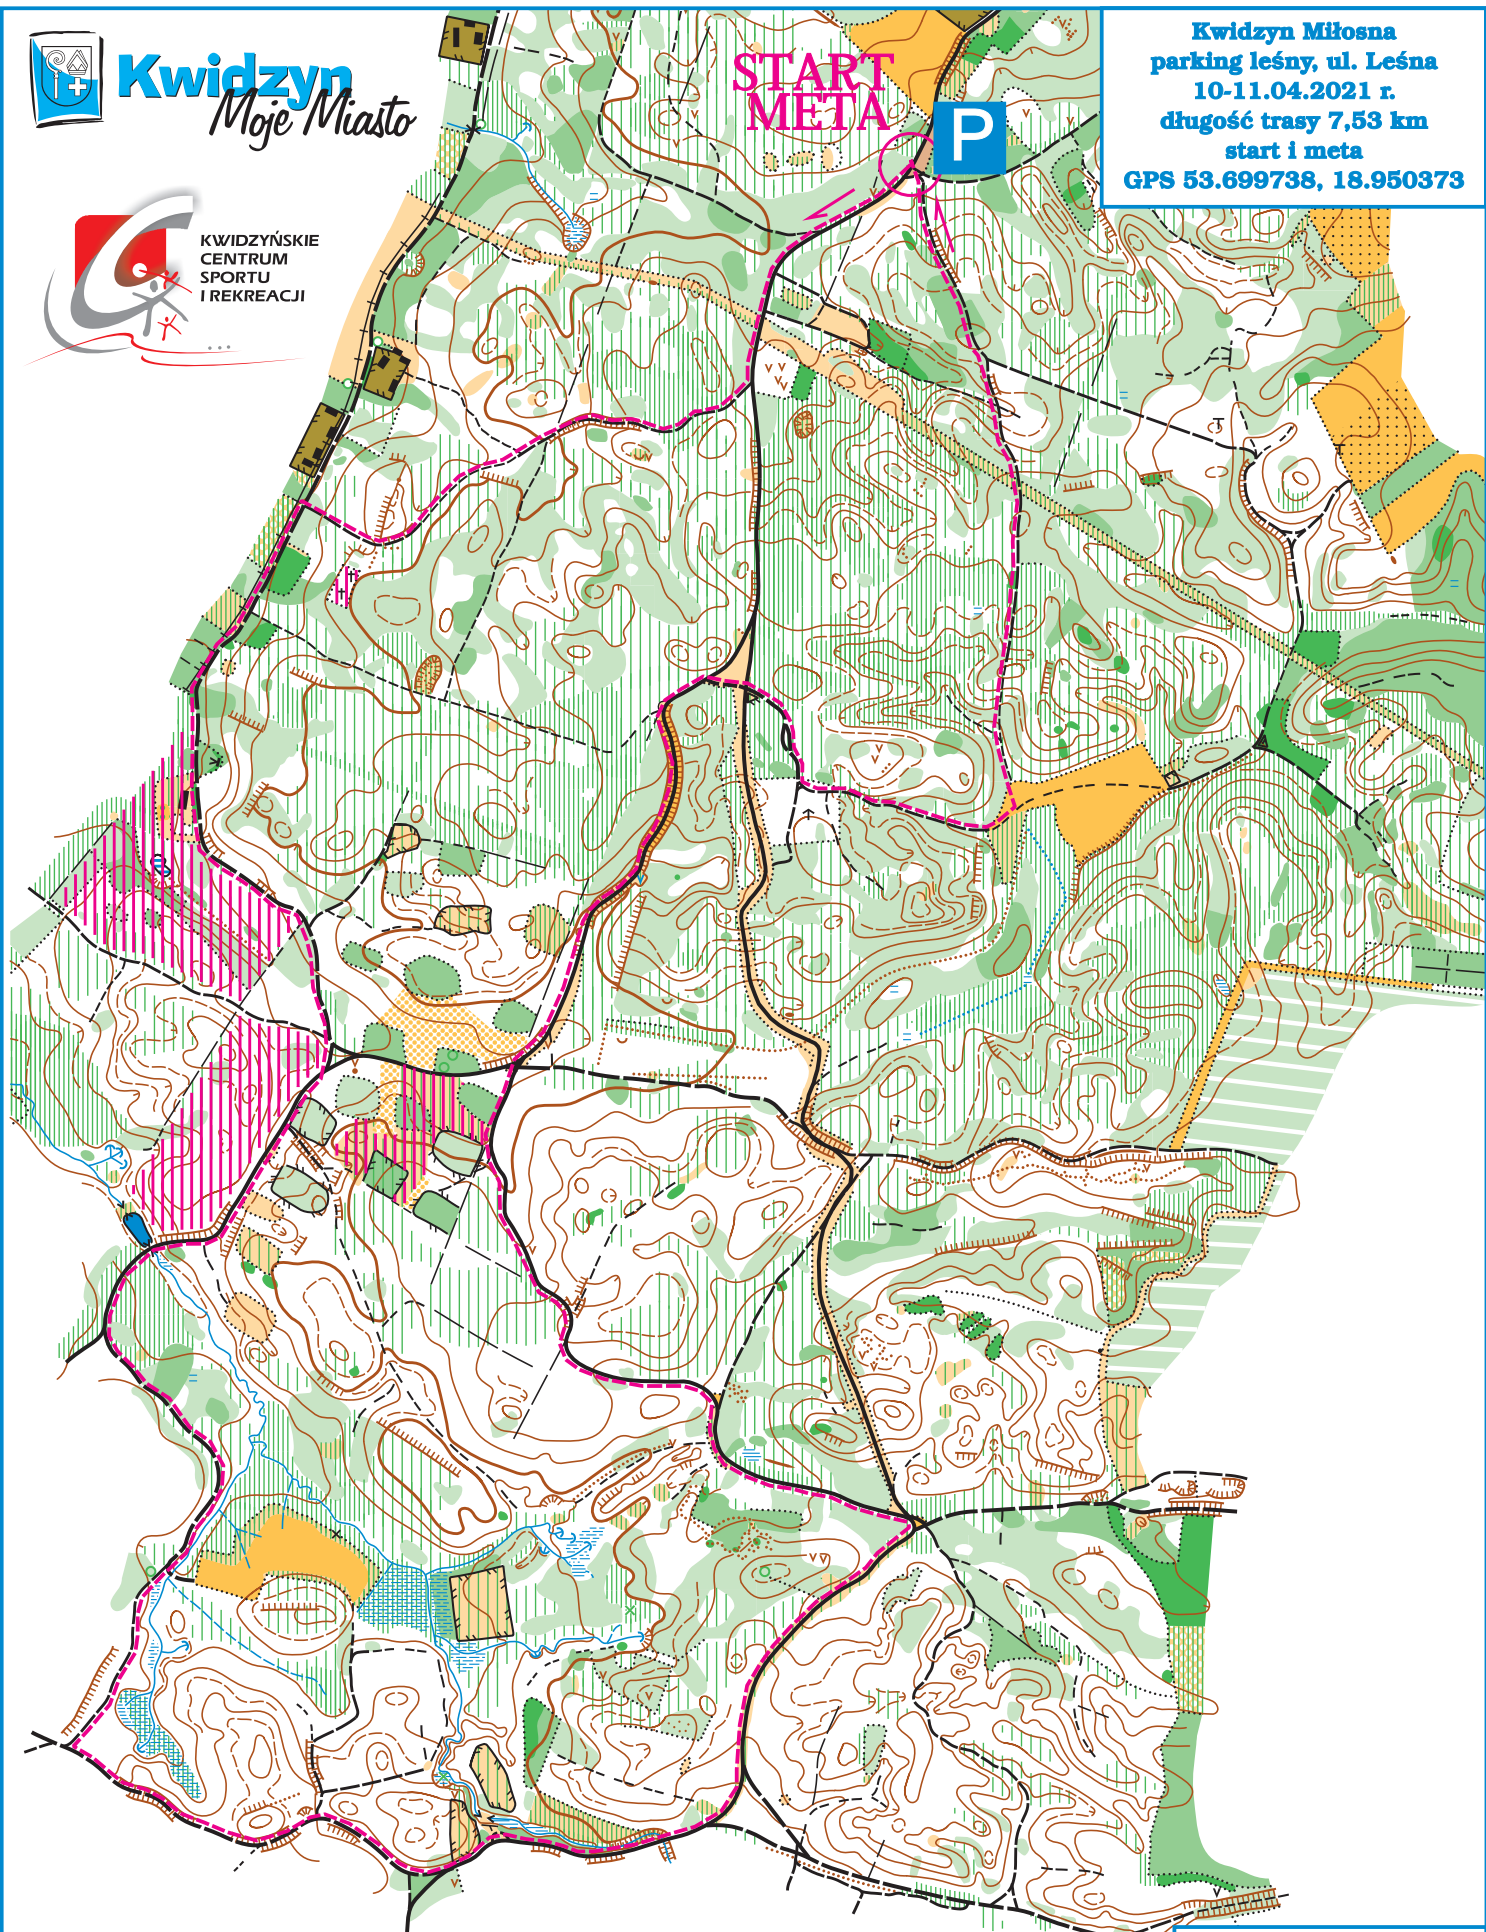 Kwidzyn
Moje Miasto
KWIDZYŃSKIE
CENTRUM
SPORTU
I REKREACJI
START
META
P
Kwidzyn Miłosna
parking leśny, ul. Leśna
10-11.04.2021 r.
długość trasy 7,53 km
start i meta
GPS 53.699738, 18.950373